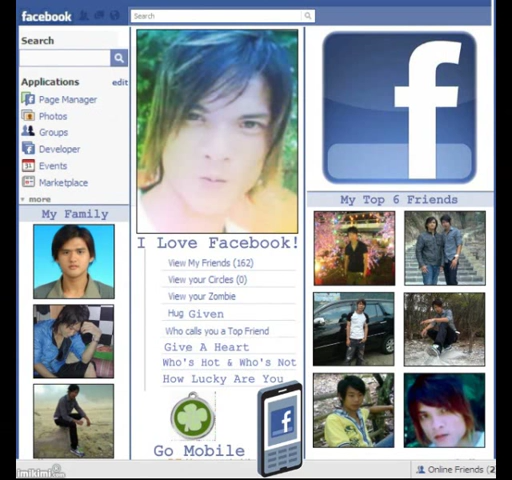 facebook
Search
Search
Applications edit
Page Manager
Photos
Groups
Developer
Events
Marketplace
more
My Family
I Love Facebook!
View My Friends (162)
View your Circles (0)
View your Zombie
Hug Given
Who calls you a Top Friend
Give A Heart
Who's Hot & Who's Not
How Lucky Are You
Go Mobile
f
My Top 6 Friends
f
imikimi
Online Friends (2